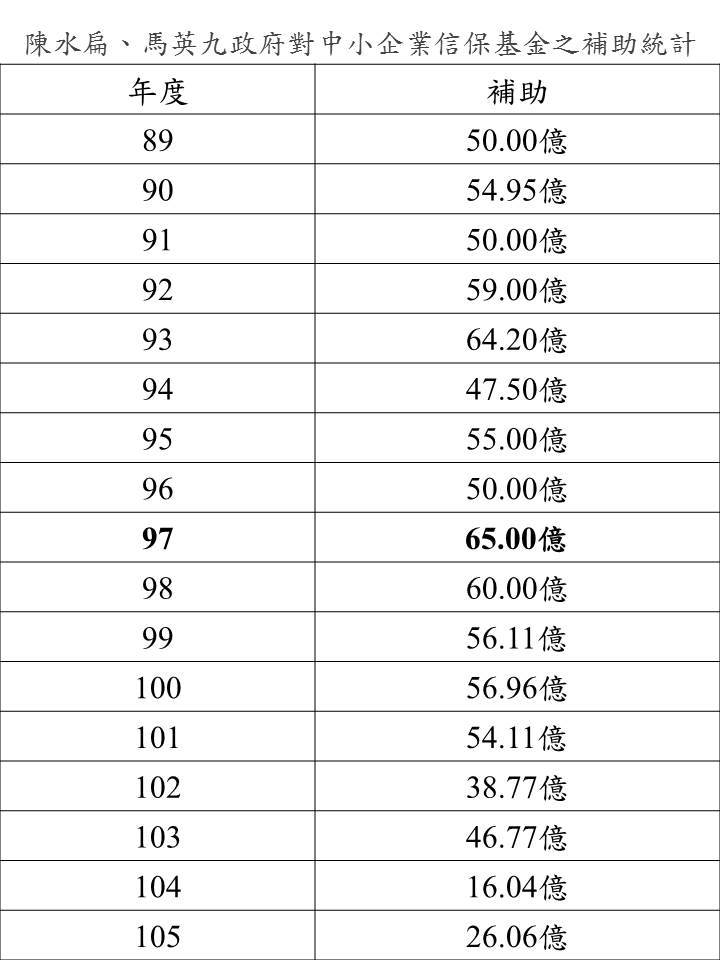 陳水扁、馬英九政府對中小企業信保基金之補助統計
年度 補助
89 50.00億
90 54.95億
91 50.00億
92 59.00億
93 64.20億
94 47.50億
95 55.00億
96 50.00億
97 65.00億
98 60.00億
99 56.11億
100 56.96億
101 54.11億
102 38.77億
103 46.77億
104 16.04億
105 26.06億